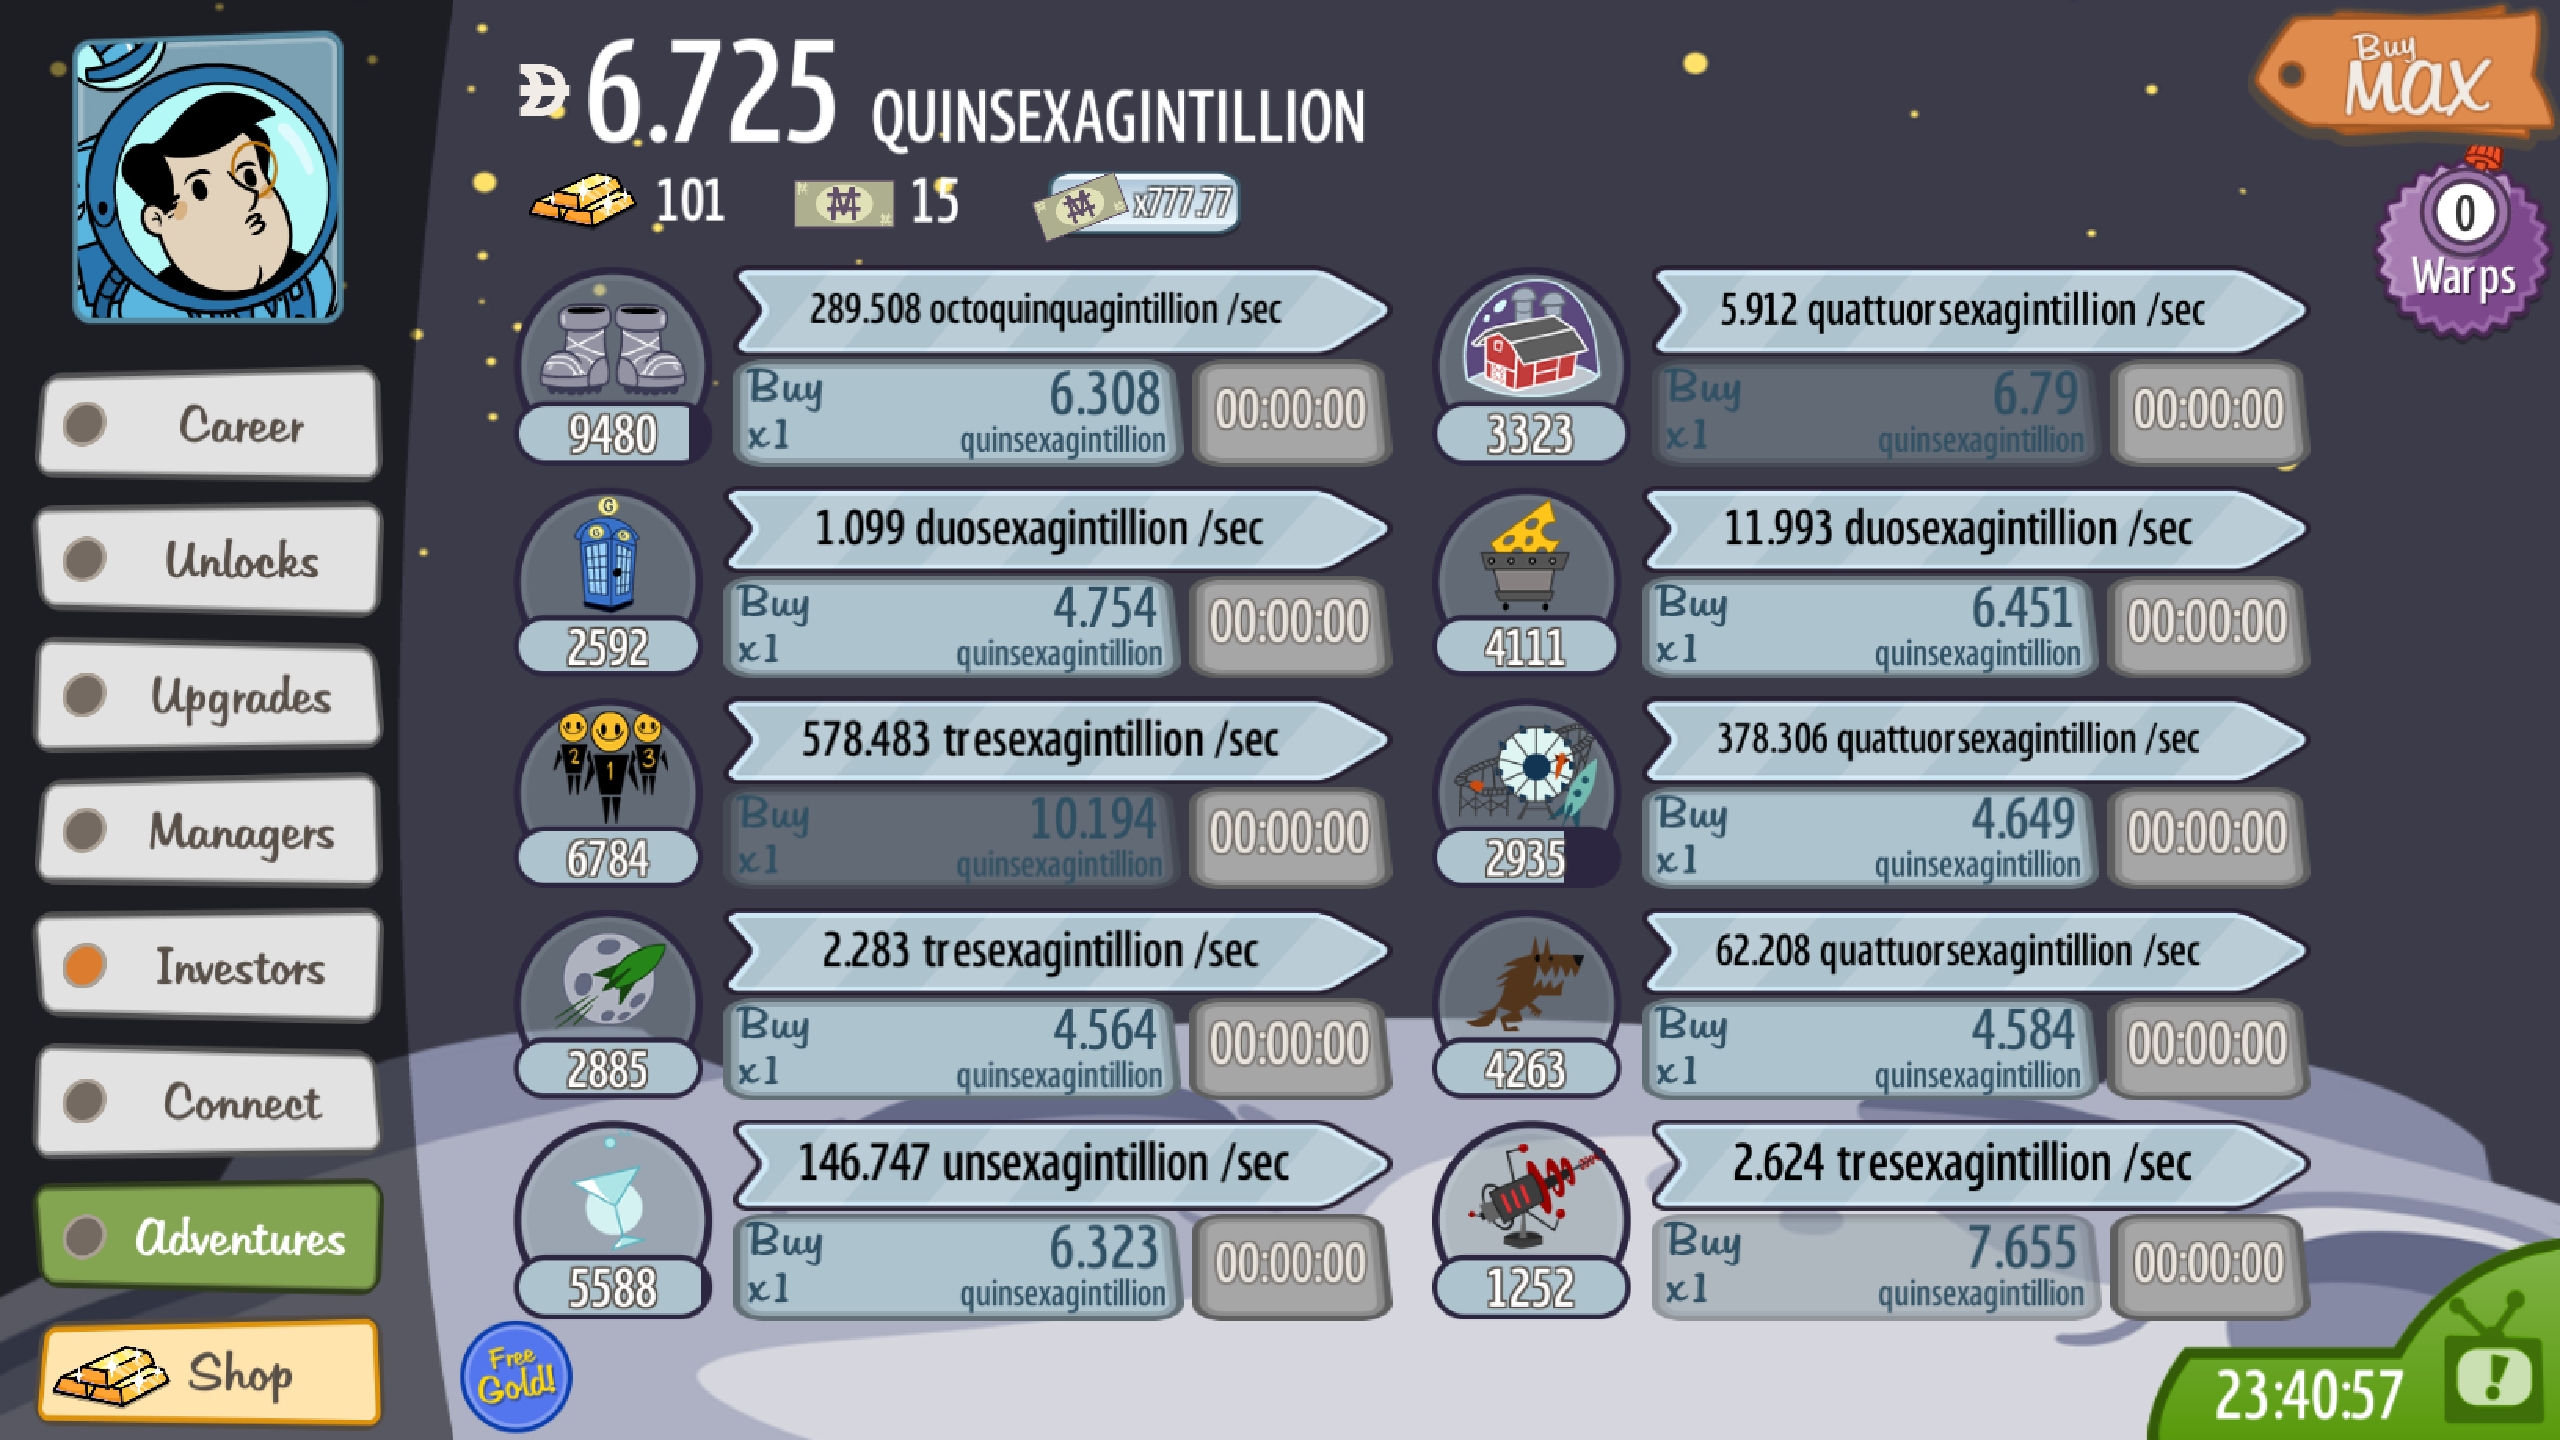 6.725 QUINSEXAGINTILLION
Buy
MAX
101
15
x777.77
0
Warps
289.508 octoquinquagintillion /sec
Buy 6.308
x1 quinsexagintillion
00:00:00
9480
5.912 quattuorsexagintillion /sec
Buy 6.79
x1 quinsexagintillion
00:00:00
3323
G
G G
1.099 duosexagintillion /sec
Buy 4.754
x1 quinsexagintillion
00:00:00
2592
11.993 duosexagintillion /sec
Buy 6.451
x1 quinsexagintillion
00:00:00
4111
2 1 3
578.483 tresexagintillion /sec
Buy 10.194
x1 quinsexagintillion
00:00:00
6784
378.306 quattuorsexagintillion /sec
Buy 4.649
x1 quinsexagintillion
00:00:00
2935
2.283 tresexagintillion /sec
Buy 4.564
x1 quinsexagintillion
00:00:00
2885
62.208 quattuorsexagintillion /sec
Buy 4.584
x1 quinsexagintillion
00:00:00
4263
146.747 unsexagintillion /sec
Buy 6.323
x1 quinsexagintillion
00:00:00
5588
2.624 tresexagintillion /sec
Buy 7.655
x1 quinsexagintillion
00:00:00
1252
Career
Unlocks
Upgrades
Managers
Investors
Connect
Adventures
Shop
Free
Gold!
23:40:57
!